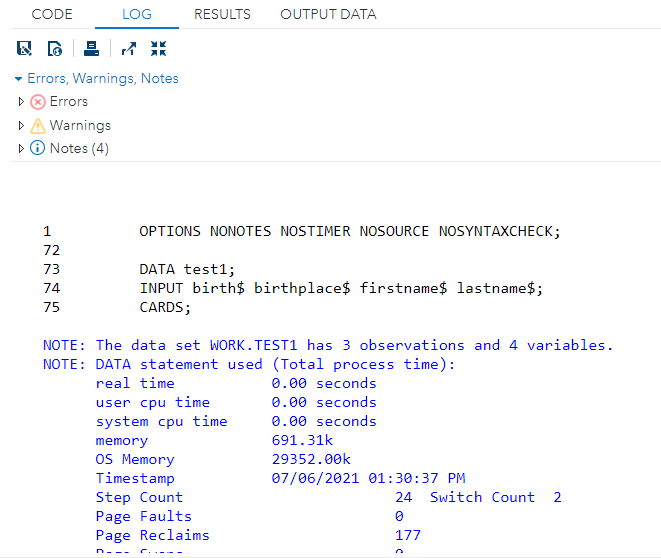 CODE LOG RESULTS OUTPUT DATA
Errors, Warnings, Notes
Errors
Warnings
Notes (4)
1 OPTIONS NONOTES NOSTIMER NOSOURCE NOSYNTAXCHECK;
72
73 DATA test1;
74 INPUT birth$ birthplace$ firstname$ lastname$;
75 CARDS;
NOTE: The data set WORK.TEST1 has 3 observations and 4 variables.
NOTE: DATA statement used (Total process time):
real time 0.00 seconds
user cpu time 0.00 seconds
system cpu time 0.00 seconds
memory 691.31k
OS Memory 29352.00k
Timestamp 07/06/2021 01:30:37 PM
Step Count 24 Switch Count 2
Page Faults 0
Page Reclaims 177
Page Swaps 0